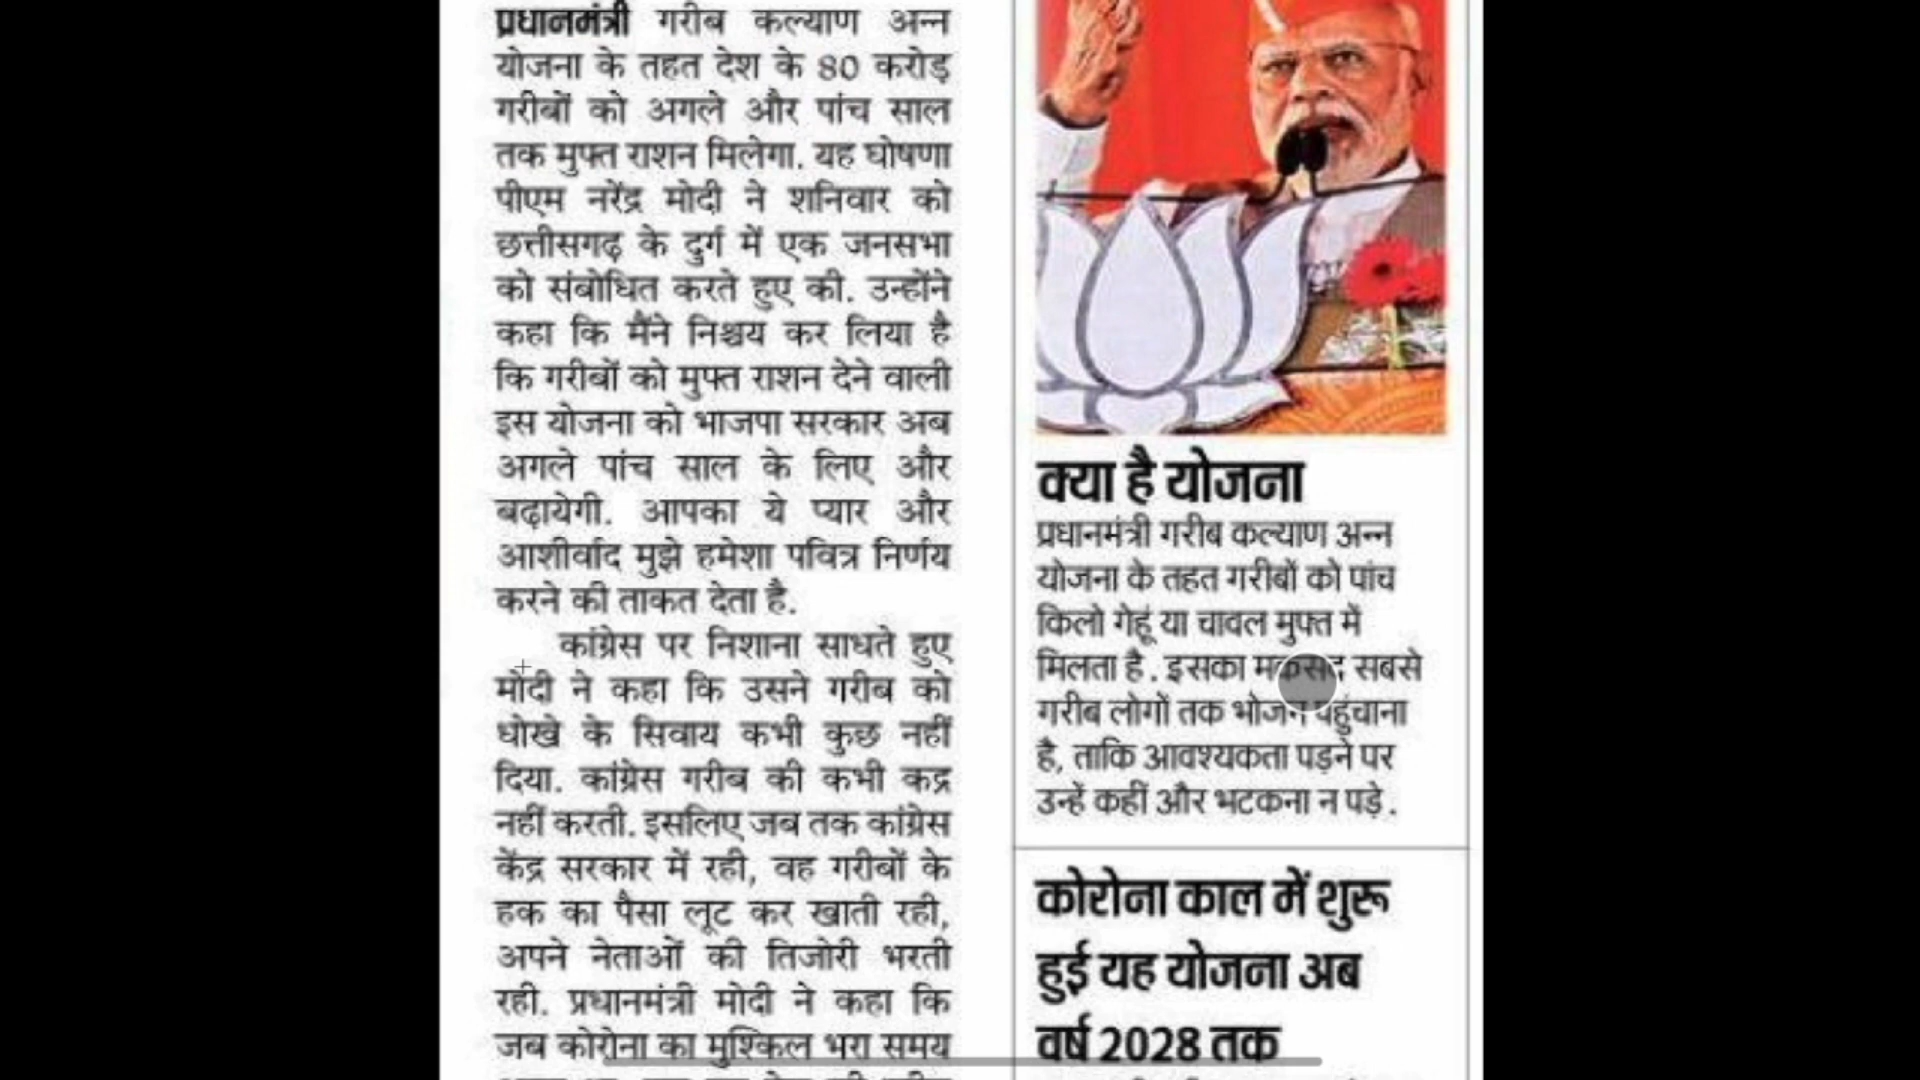 प्रधानमंत्री गरीब कल्याण अन्न
योजना के तहत देश के 80 करोड़
गरीबों को अगले और पांच साल
तक मुफ्त राशन मिलेगा. यह घोषणा
पीएम नरेंद्र मोदी ने शनिवार को
छत्तीसगढ़ के दुर्ग में एक जनसभा
को संबोधित करते हुए की. उन्होंने
कहा कि मैंने निश्चय कर लिया है
कि गरीबों को मुफ्त राशन देने वाली
इस योजना को भाजपा सरकार अब
अगले पांच साल के लिए और
बढ़ायेगी. आपका ये प्यार और
आशीर्वाद मुझे हमेशा पवित्र निर्णय
करने की ताकत देता है.
कांग्रेस पर निशाना साधते हुए
मोदी ने कहा कि उसने गरीब को
धोखे के सिवाय कभी कुछ नहीं
दिया. कांग्रेस गरीब की कभी कद्र
नहीं करती. इसलिए जब तक कांग्रेस
केंद्र सरकार में रही, वह गरीबों के
हक का पैसा लूट कर खाती रही,
अपने नेताओं की तिजोरी भरती
रही. प्रधानमंत्री मोदी ने कहा कि
जब कोरोना का मुश्किल भरा समय
क्या है योजना
प्रधानमंत्री गरीब कल्याण अन्न
योजना के तहत गरीबों को पांच
किलो गेहूं या चावल मुफ्त में
मिलता है. इसका मकसद सबसे
गरीब लोगों तक भोजन पहुंचाना
है, ताकि आवश्यकता पड़ने पर
उन्हें कहीं और भटकना न पड़े.
कोरोना काल में शुरू
हुई यह योजना अब
वर्ष 2028 तक